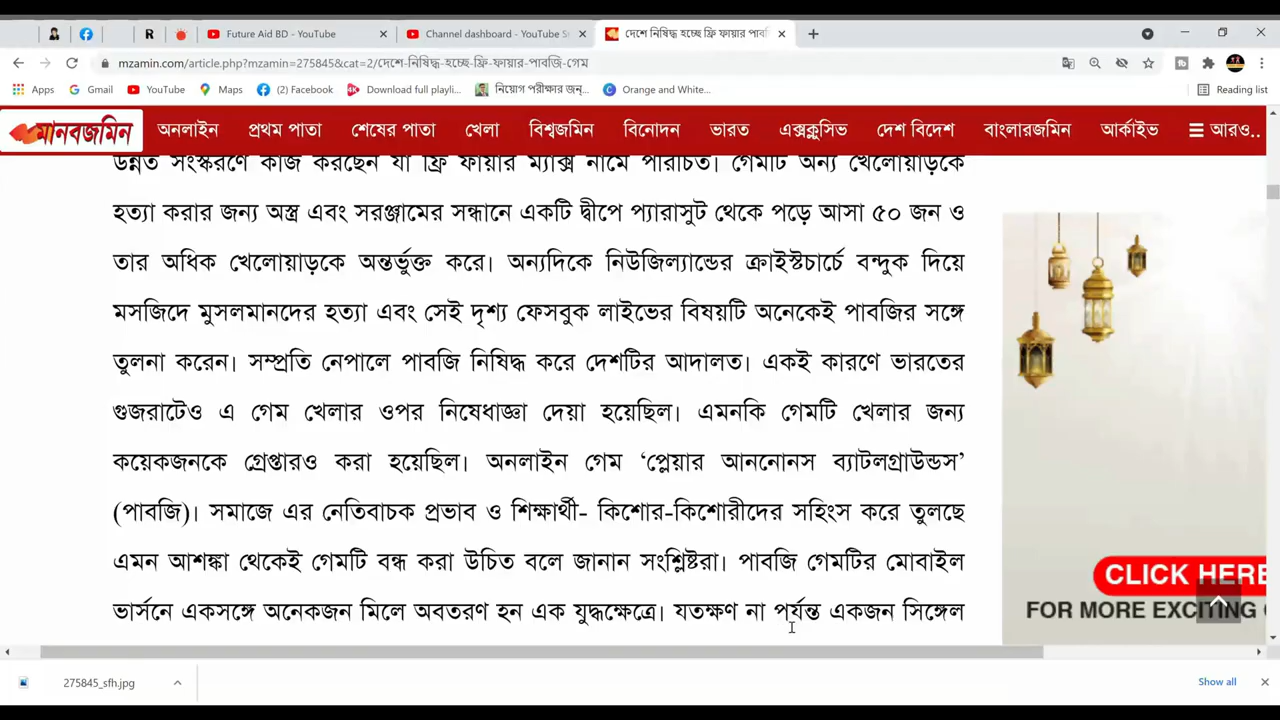 Future Aid BD - YouTube
Channel dashboard - YouTube St
দেশে নিষিদ্ধ হচ্ছে ফ্রি ফায়ার পাবজি
mzamin.com/article.php?mzamin=275845&cat=2/দেশে-নিষিদ্ধ-হচ্ছে-ফ্রি-ফায়ার-পাবজি-গেম
Apps Gmail YouTube Maps (2) Facebook Download full playli... নিয়োগ পরীক্ষার জন্... Orange and White... Reading list
মানবজমিন অনলাইন প্রথম পাতা শেষের পাতা খেলা বিশ্বজমিন বিনোদন ভারত এক্সক্লুসিভ দেশ বিদেশ বাংলারজমিন আর্কাইভ আরও..
উন্নত সংস্করণে কাজ করছেন যা ফ্রি ফায়ার ম্যাক্স নামে পরিচিত। গেমটি অন্য খেলোয়াড়কে
হত্যা করার জন্য অস্ত্র এবং সরঞ্জামের সন্ধানে একটি দ্বীপে প্যারাসুট থেকে পড়ে আসা ৫০ জন ও
তার অধিক খেলোয়াড়কে অন্তর্ভুক্ত করে। অন্যদিকে নিউজিল্যান্ডের ক্রাইস্টচার্চে বন্দুক দিয়ে
মসজিদে মুসলমানদের হত্যা এবং সেই দৃশ্য ফেসবুক লাইভের বিষয়টি অনেকেই পাবজির সঙ্গে
তুলনা করেন। সম্প্রতি নেপালে পাবজি নিষিদ্ধ করে দেশটির আদালত। একই কারণে ভারতের
গুজরাটেও এ গেম খেলার ওপর নিষেধাজ্ঞা দেয়া হয়েছিল। এমনকি গেমটি খেলার জন্য
কয়েকজনকে গ্রেপ্তারও করা হয়েছিল। অনলাইন গেম ‘প্লেয়ার আননোনস ব্যাটলগ্রাউন্ডস’
(পাবজি)। সমাজে এর নেতিবাচক প্রভাব ও শিক্ষার্থী- কিশোর-কিশোরীদের সহিংস করে তুলছে
এমন আশঙ্কা থেকেই গেমটি বন্ধ করা উচিত বলে জানান সংশ্লিষ্টরা। পাবজি গেমটির মোবাইল
ভার্সনে একসঙ্গে অনেকজন মিলে অবতরণ হন এক যুদ্ধক্ষেত্রে। যতক্ষণ না পর্যন্ত একজন সিঙ্গেল
CLICK HERE
FOR MORE EXCITING
275845_sfh.jpg
Show all